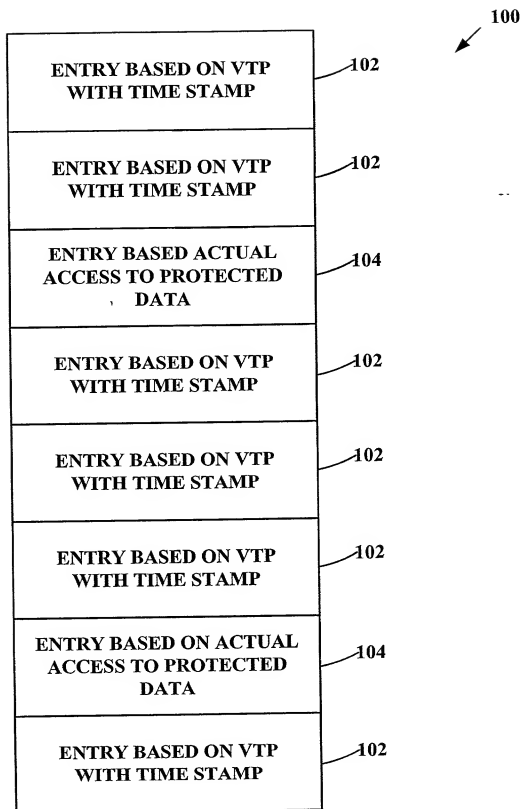 100
ENTRY BASED ON VTP
WITH TIME STAMP
102
ENTRY BASED ON VTP
WITH TIME STAMP
102
ENTRY BASED ACTUAL
ACCESS TO PROTECTED
DATA
104
ENTRY BASED ON VTP
WITH TIME STAMP
102
ENTRY BASED ON VTP
WITH TIME STAMP
102
ENTRY BASED ON VTP
WITH TIME STAMP
102
ENTRY BASED ON ACTUAL
ACCESS TO PROTECTED
DATA
104
ENTRY BASED ON VTP
WITH TIME STAMP
102